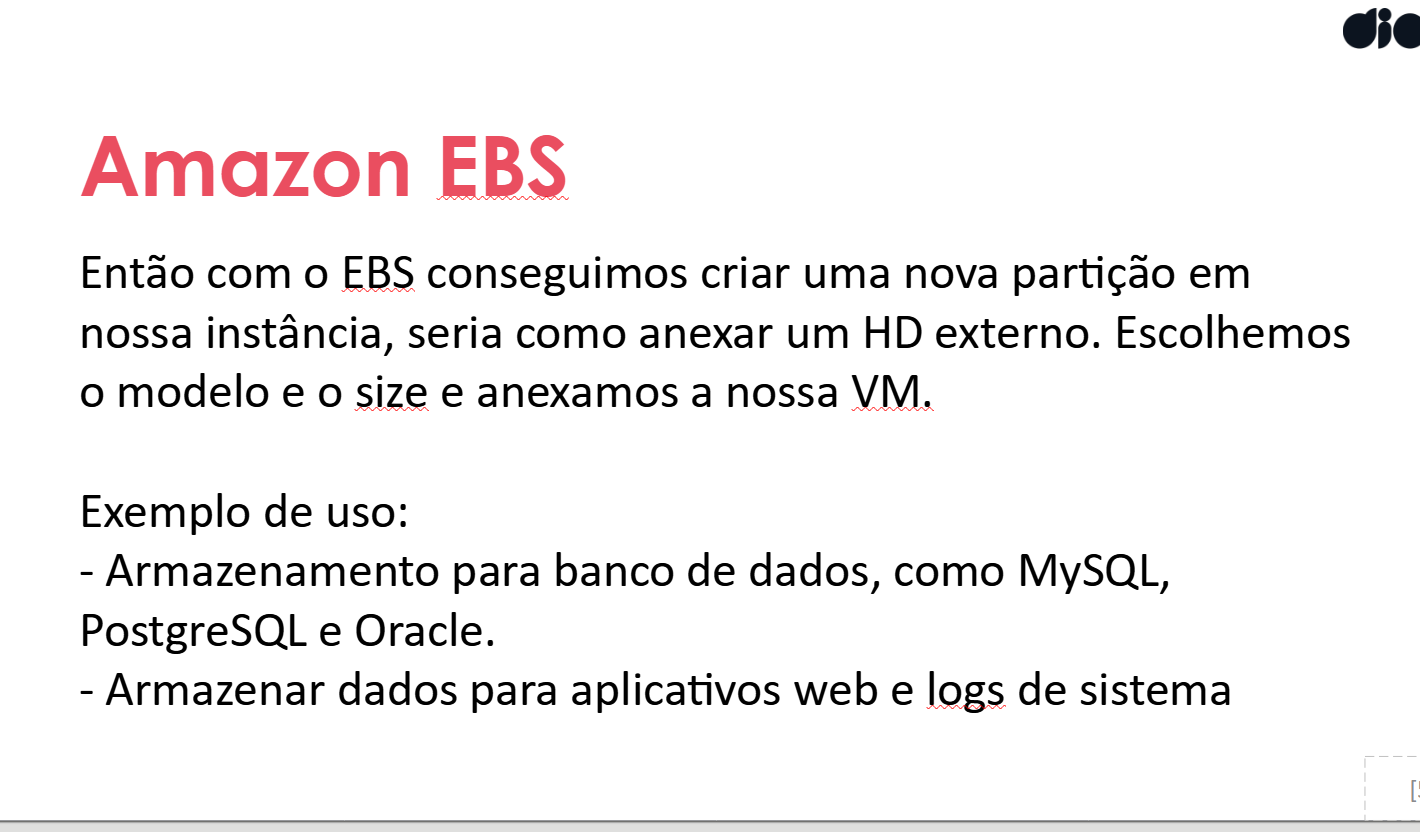 Amazon EBS
Então com o EBS conseguimos criar uma nova partição em
nossa instância, seria como anexar um HD externo. Escolhemos
o modelo e o size e anexamos a nossa VM.
Exemplo de uso:
- Armazenamento para banco de dados, como MySQL,
PostgreSQL e Oracle.
- Armazenar dados para aplicativos web e logs de sistema